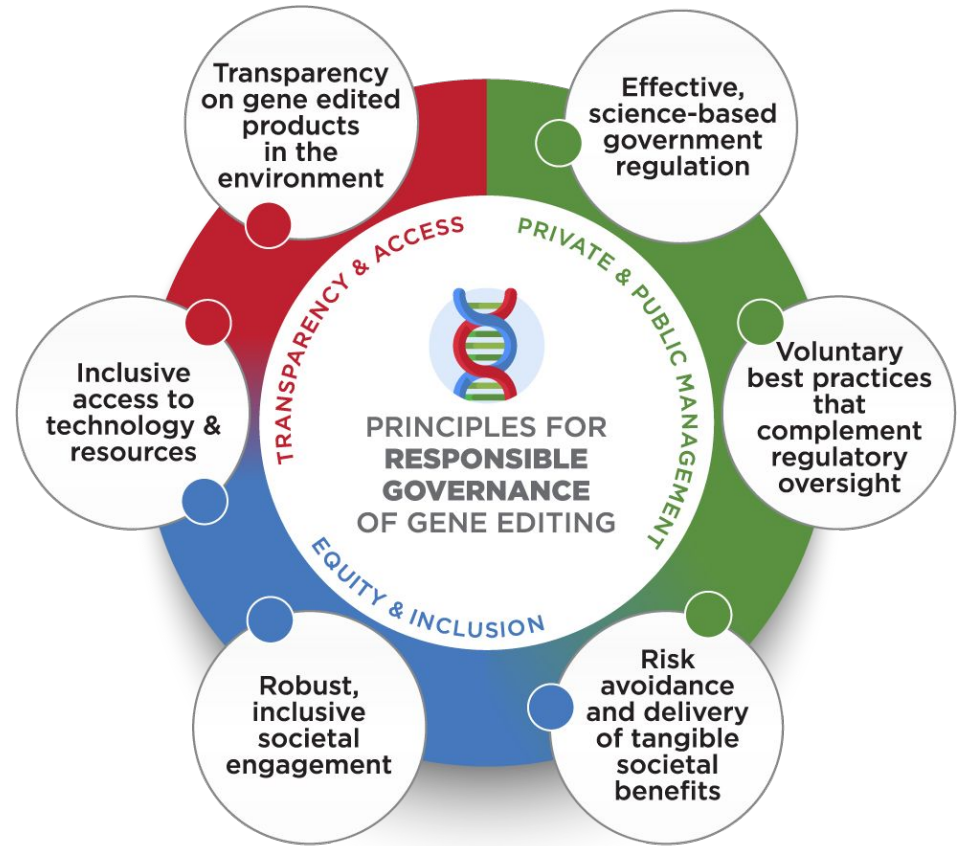 PRINCIPLES FOR
RESPONSIBLE
GOVERNANCE
OF GENE EDITING
TRANSPARENCY & ACCESS
PRIVATE & PUBLIC MANAGEMENT
EQUITY & INCLUSION
Transparency
on gene edited
products
in the
environment
Effective,
science-based
government
regulation
Voluntary
best practices
that
complement
regulatory
oversight
Risk
avoidance
and delivery
of tangible
societal
benefits
Robust,
inclusive
societal
engagement
Inclusive
access to
technology &
resources